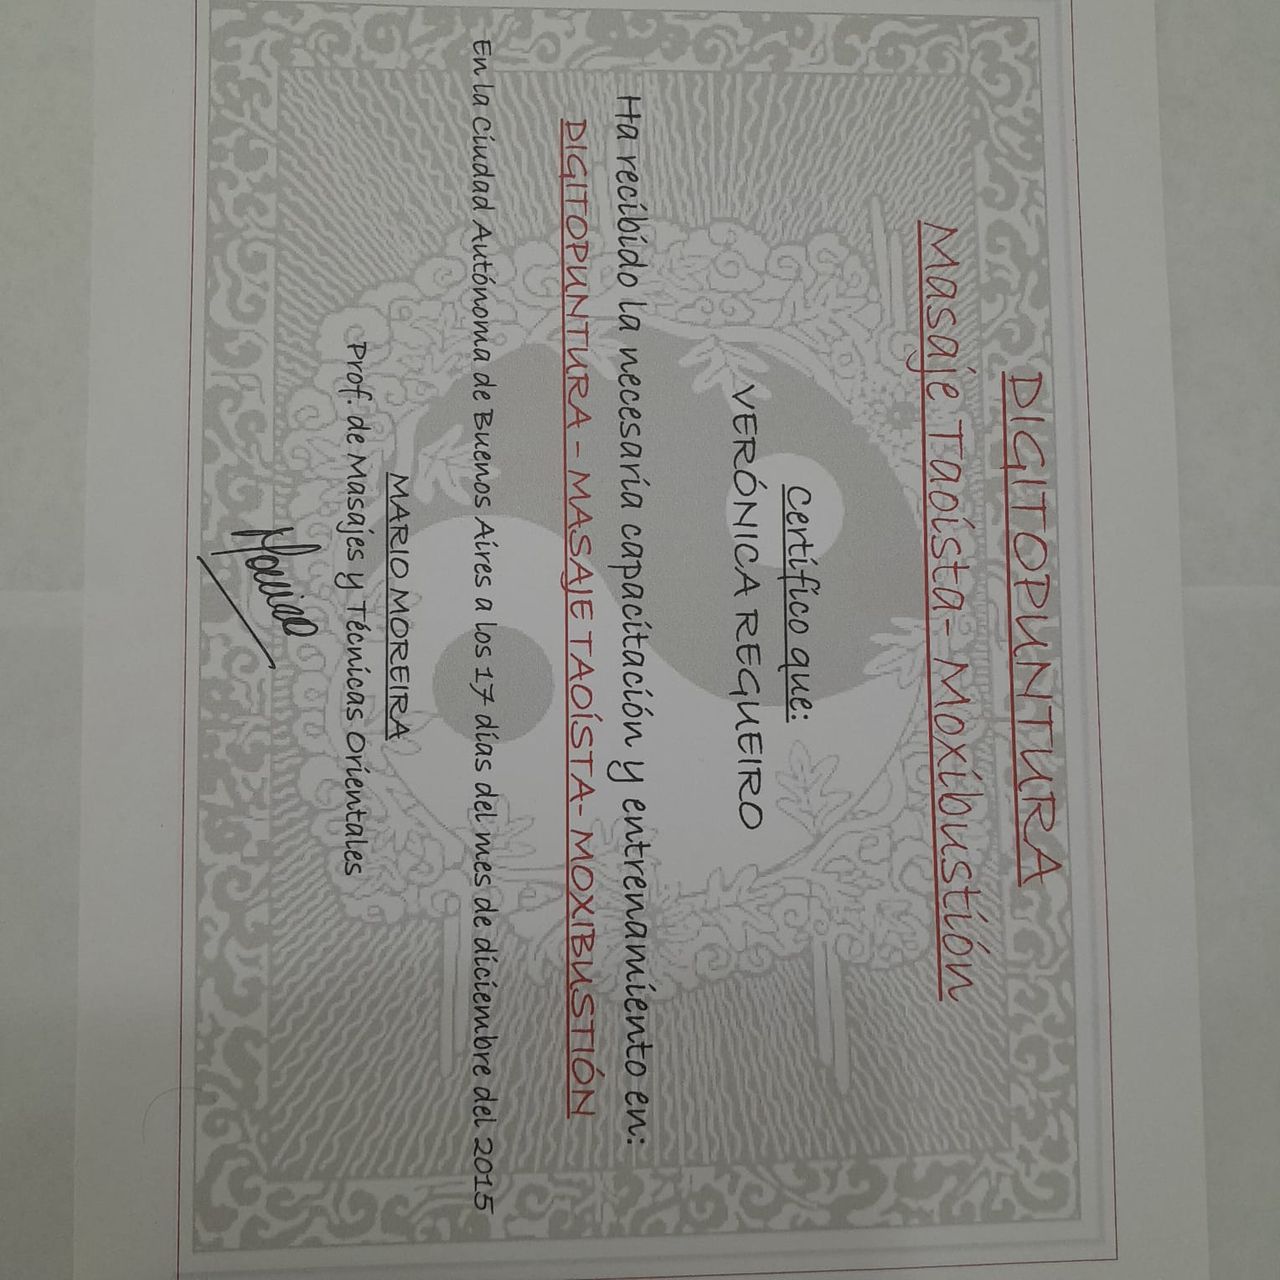 DIGITOPUNTURA
Masaje Taoísta- Moxibustión
Certifico que:
VERÓNICA REGUEIRO
Ha recibido la necesaria capacitación y entrenamiento en:
DIGITOPUNTURA - MASAJE TAOÍSTA- MOXIBUSTIÓN
En la Ciudad Autónoma de Buenos Aires a los 17 días del mes de diciembre del 2015
MARIO MOREIRA
Prof. de Masajes y Técnicas Orientales